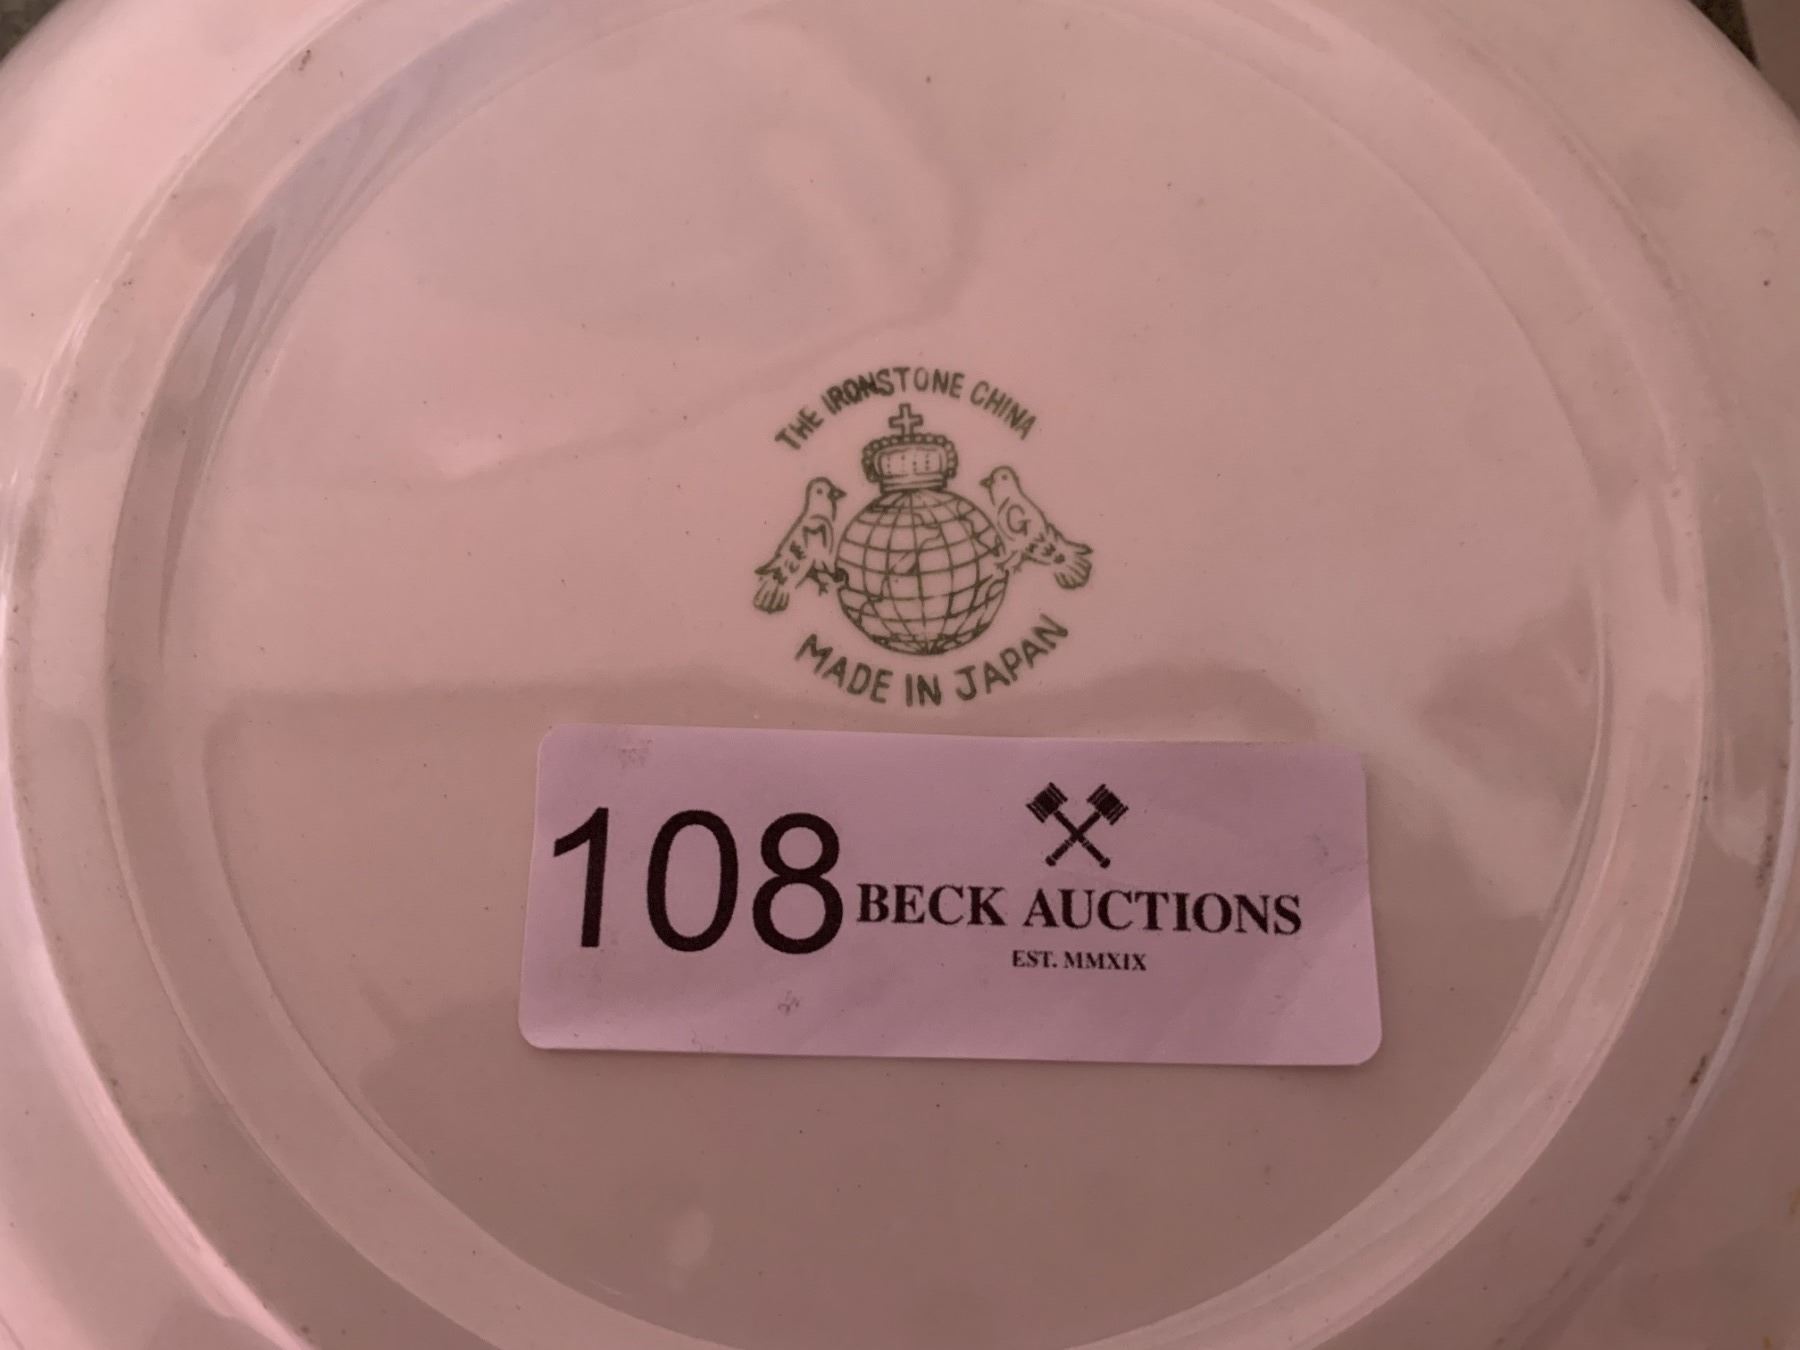 THE IRONSTONE CHINA
G
MADE IN JAPAN
108
BECK AUCTIONS
EST. MMXIX